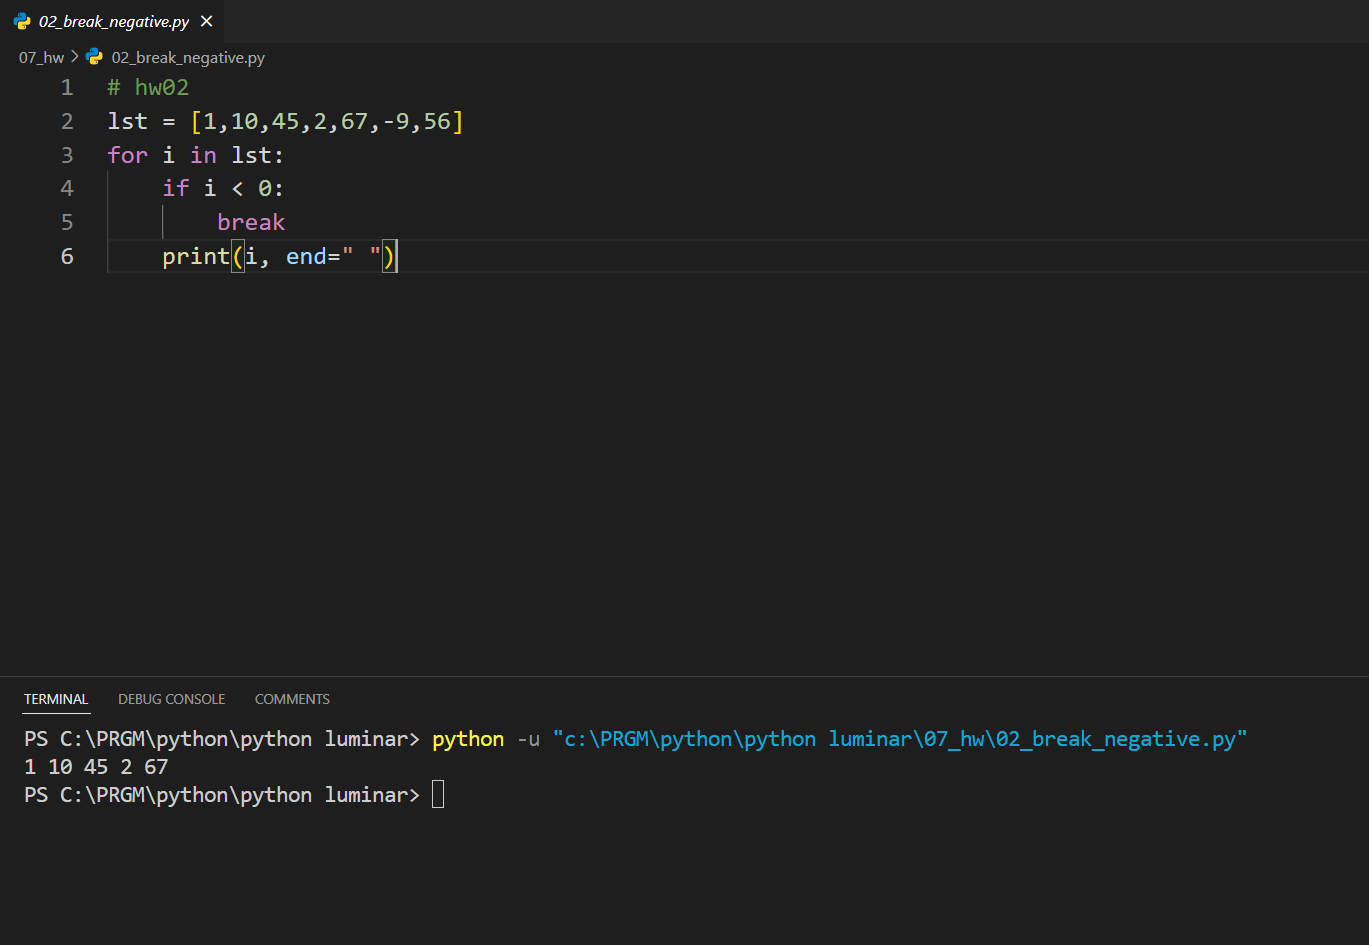 02_break_negative.py
07_hw > 02_break_negative.py
1 # hw02
2 lst = [1,10,45,2,67,-9,56]
3 for i in lst:
4     if i < 0:
5         break
6     print(i, end=" ")
TERMINAL DEBUG CONSOLE COMMENTS
PS C:\PRGM\python\python luminar> python -u "c:\PRGM\python\python luminar\07_hw\02_break_negative.py"
1 10 45 2 67
PS C:\PRGM\python\python luminar>